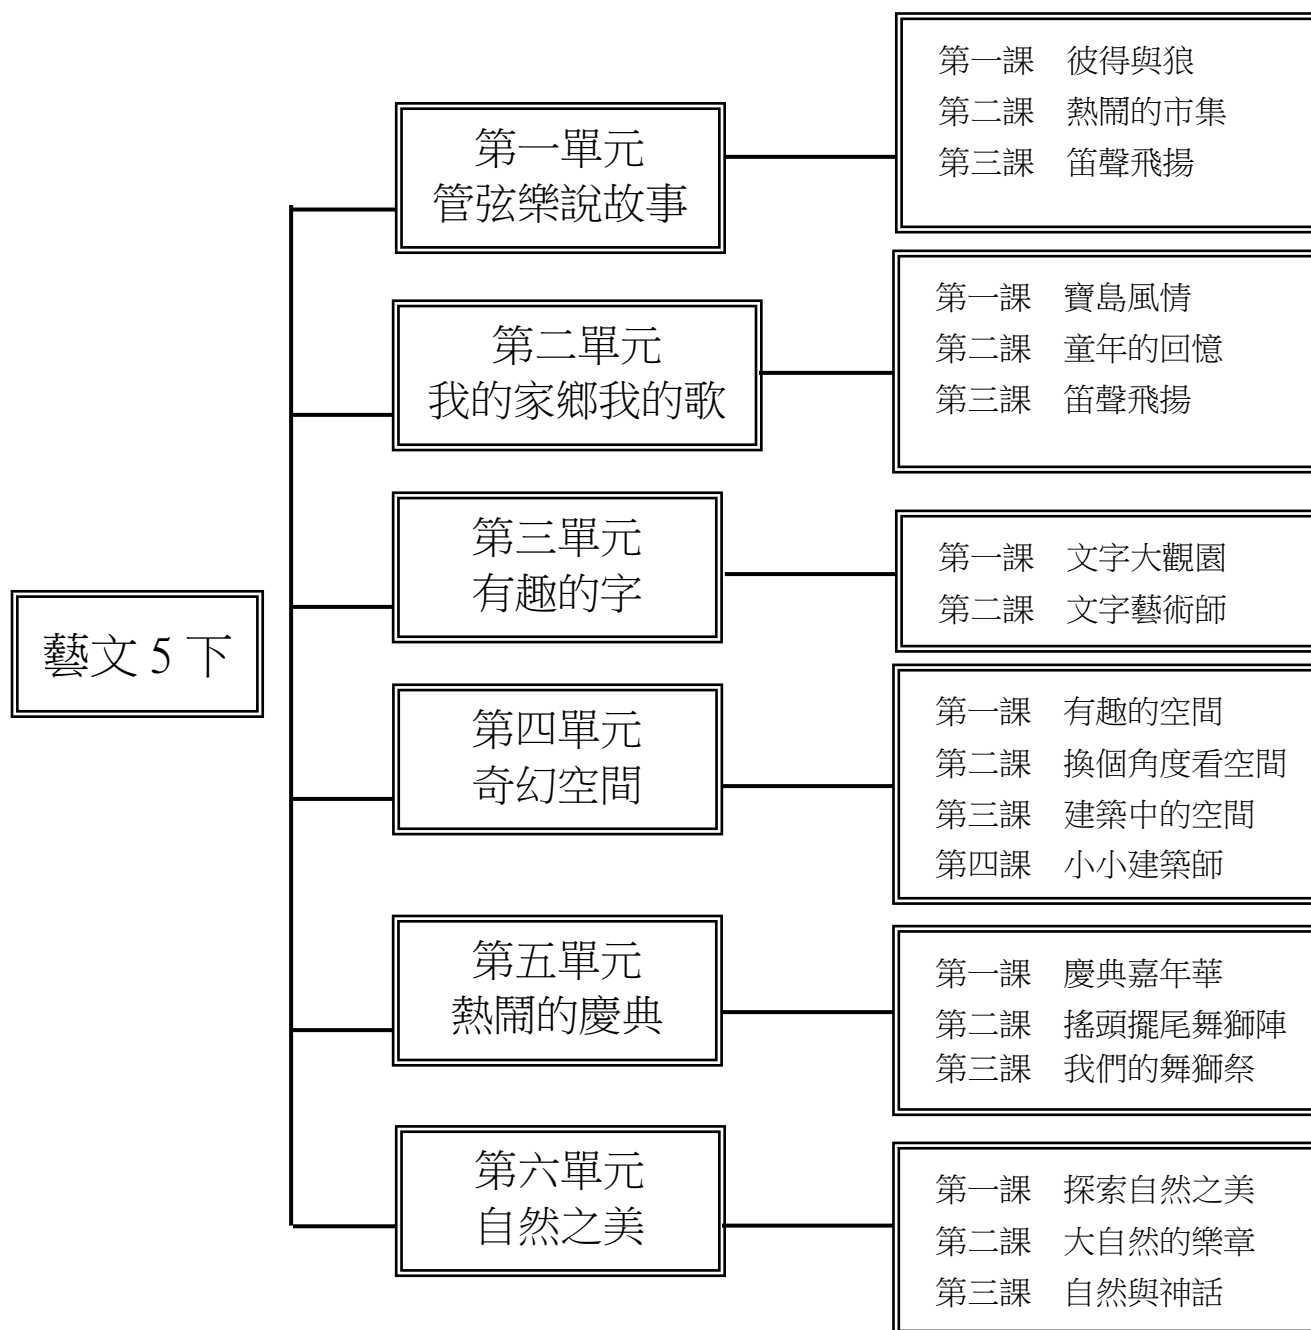 藝文 5 下
第一單元
管弦樂說故事
第一課　彼得與狼
第二課　熱鬧的市集
第三課　笛聲飛揚
第二單元
我的家鄉我的歌
第一課　寶島風情
第二課　童年的回憶
第三課　笛聲飛揚
第三單元
有趣的字
第一課　文字大觀園
第二課　文字藝術師
第四單元
奇幻空間
第一課　有趣的空間
第二課　換個角度看空間
第三課　建築中的空間
第四課　小小建築師
第五單元
熱鬧的慶典
第一課　慶典嘉年華
第二課　搖頭擺尾舞獅陣
第三課　我們的舞獅祭
第六單元
自然之美
第一課　探索自然之美
第二課　大自然的樂章
第三課　自然與神話